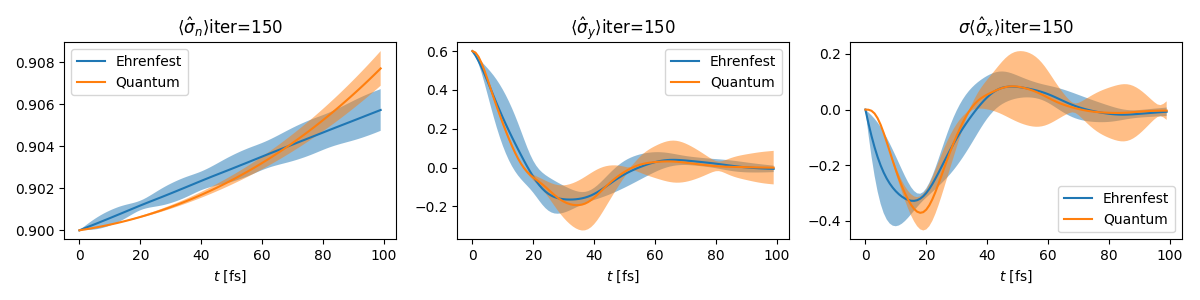 ⟨σ̂ₙ⟩iter=150
Ehrenfest
Quantum
0.908
0.906
0.904
0.902
0.900
0 20 40 60 80 100
t [fs]
⟨σ̂ᵧ⟩iter=150
Ehrenfest
Quantum
0.6
0.4
0.2
0.0
−0.2
0 20 40 60 80 100
t [fs]
σ⟨σ̂ₓ⟩iter=150
0.2
0.0
−0.2
−0.4
Ehrenfest
Quantum
0 20 40 60 80 100
t [fs]